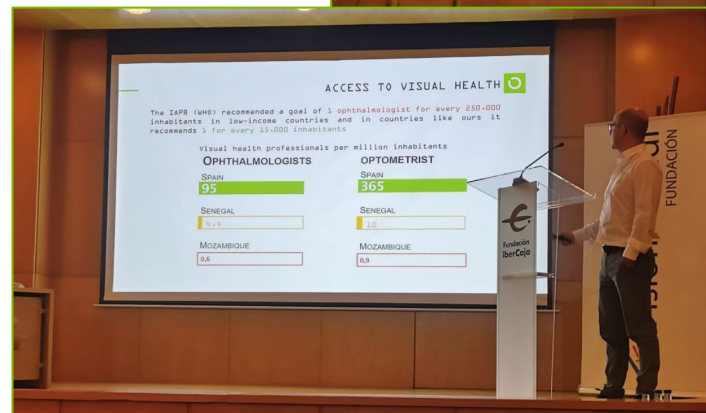 ACCESS TO VISUAL HEALTH
The IAPB (WHO) recommended a goal of 1 ophthalmologist for every 250.000
inhabitants in low-income countries and in countries like ours it
recommends 1 for every 15.000 inhabitants
Visual health professionals per million inhabitants
OPHTHALMOLOGISTS
SPAIN
95
SENEGAL
4.4
MOZAMBIQUE
0,6
OPTOMETRIST
SPAIN
365
SENEGAL
10
MOZAMBIQUE
0,9
Fundación
iberCaja
FUNDACIÓN